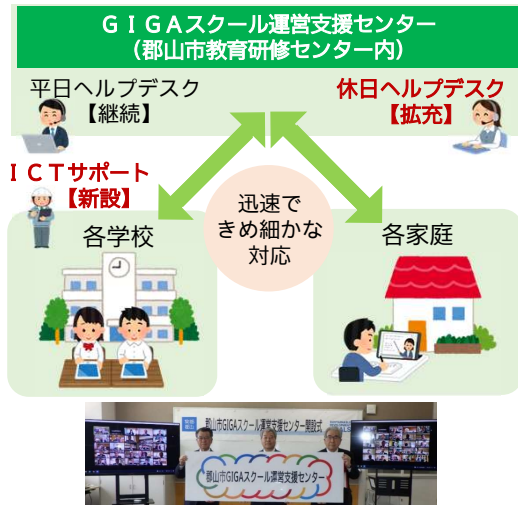 ＧＩＧＡスクール運営支援センター
（郡山市教育研修センター内）
平日ヘルプデスク
【継続】
休日ヘルプデスク
【拡充】
ＩＣＴサポート
【新設】
迅速で
きめ細かな
対応
各学校
各家庭
郡山市GIGAスクール運営支援センター開設式
郡山市GIGAスクール運営支援センター